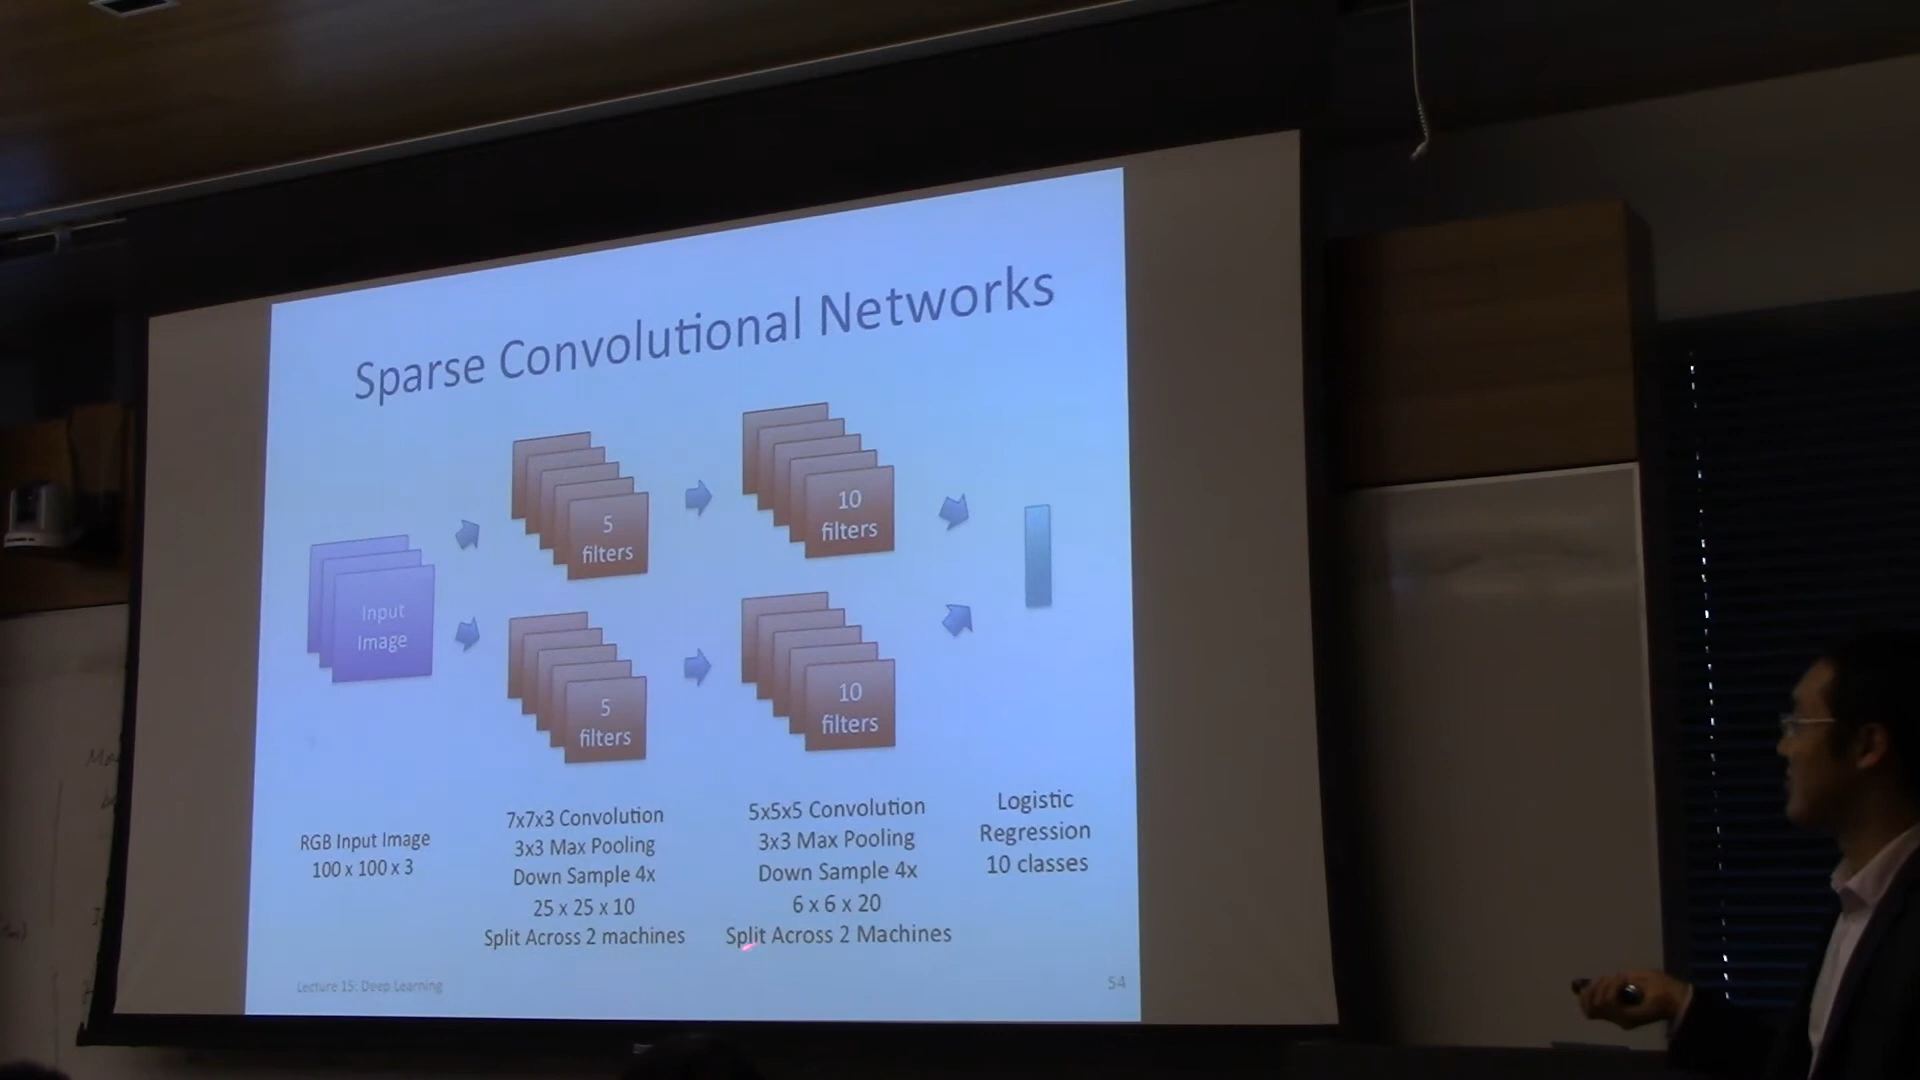 Sparse Convolutional Networks
5
filters
10
filters
Input
Image
5
filters
10
filters
RGB Input Image
100 x 100 x 3
7x7x3 Convolution
3x3 Max Pooling
Down Sample 4x
25 x 25 x 10
Split Across 2 machines
5x5x5 Convolution
3x3 Max Pooling
Down Sample 4x
6 x 6 x 20
Split Across 2 Machines
Logistic
Regression
10 classes
Lecture 15: Deep Learning
54